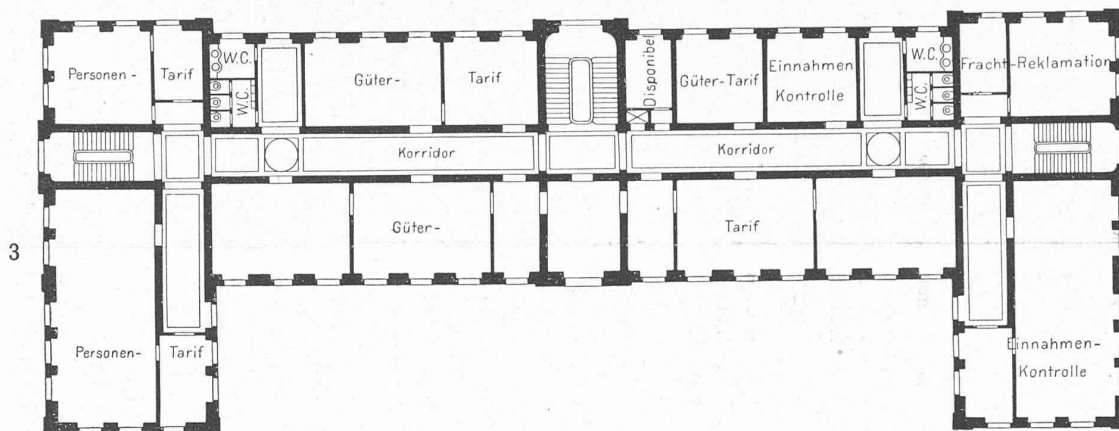 Personen-
Tarif
W.C.
W.C.
Güter-
Tarif
Disponibel
Güter-Tarif
Einnahmen
Kontrolle
W.C.
W.C.
Fracht-Reklamation
Korridor
Korridor
3
Güter-
Tarif
Personen-
Tarif
Einnahmen-
Kontrolle